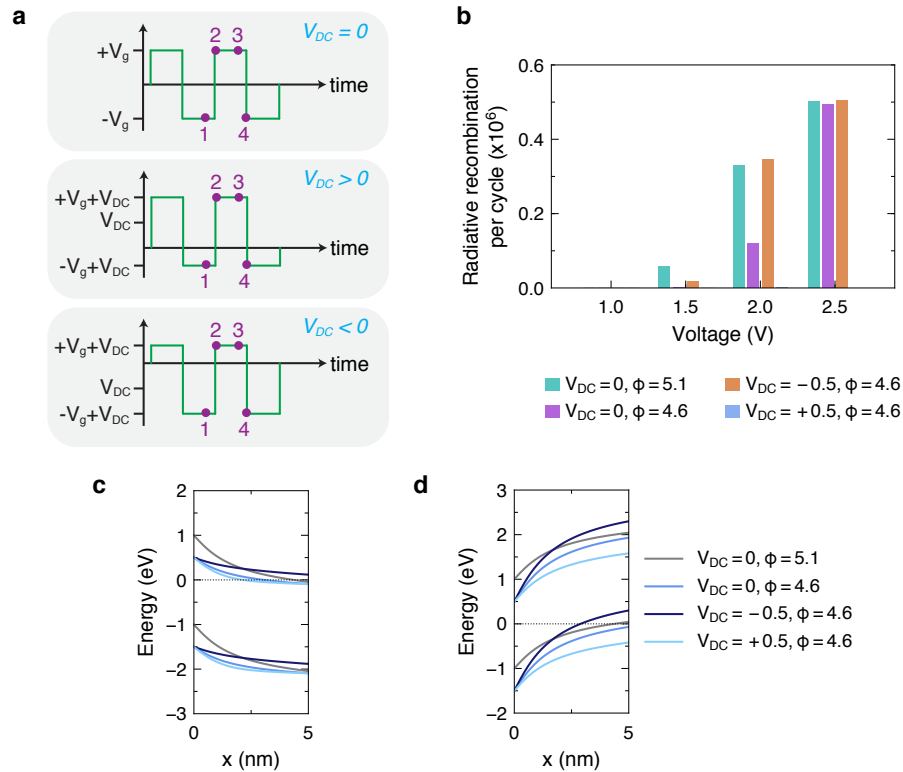 a
V_DC = 0
+V_g
-V_g
time
2 3
1 4
V_DC > 0
+V_g+V_DC
V_DC
-V_g+V_DC
time
2 3
1 4
V_DC < 0
+V_g+V_DC
V_DC
-V_g+V_DC
time
2 3
1 4
b
Radiative recombination
per cycle (x10⁶)
0.6
0.4
0.2
0.0
1.0 1.5 2.0 2.5
Voltage (V)
V_DC = 0, Φ = 5.1
V_DC = 0, Φ = 4.6
V_DC = − 0.5, Φ = 4.6
V_DC = + 0.5, Φ = 4.6
c
Energy (eV)
2
1
0
−1
−2
−3
0 5
x (nm)
d
Energy (eV)
3
2
1
0
−1
−2
0 5
x (nm)
V_DC = 0, Φ = 5.1
V_DC = 0, Φ = 4.6
V_DC = − 0.5, Φ = 4.6
V_DC = + 0.5, Φ = 4.6